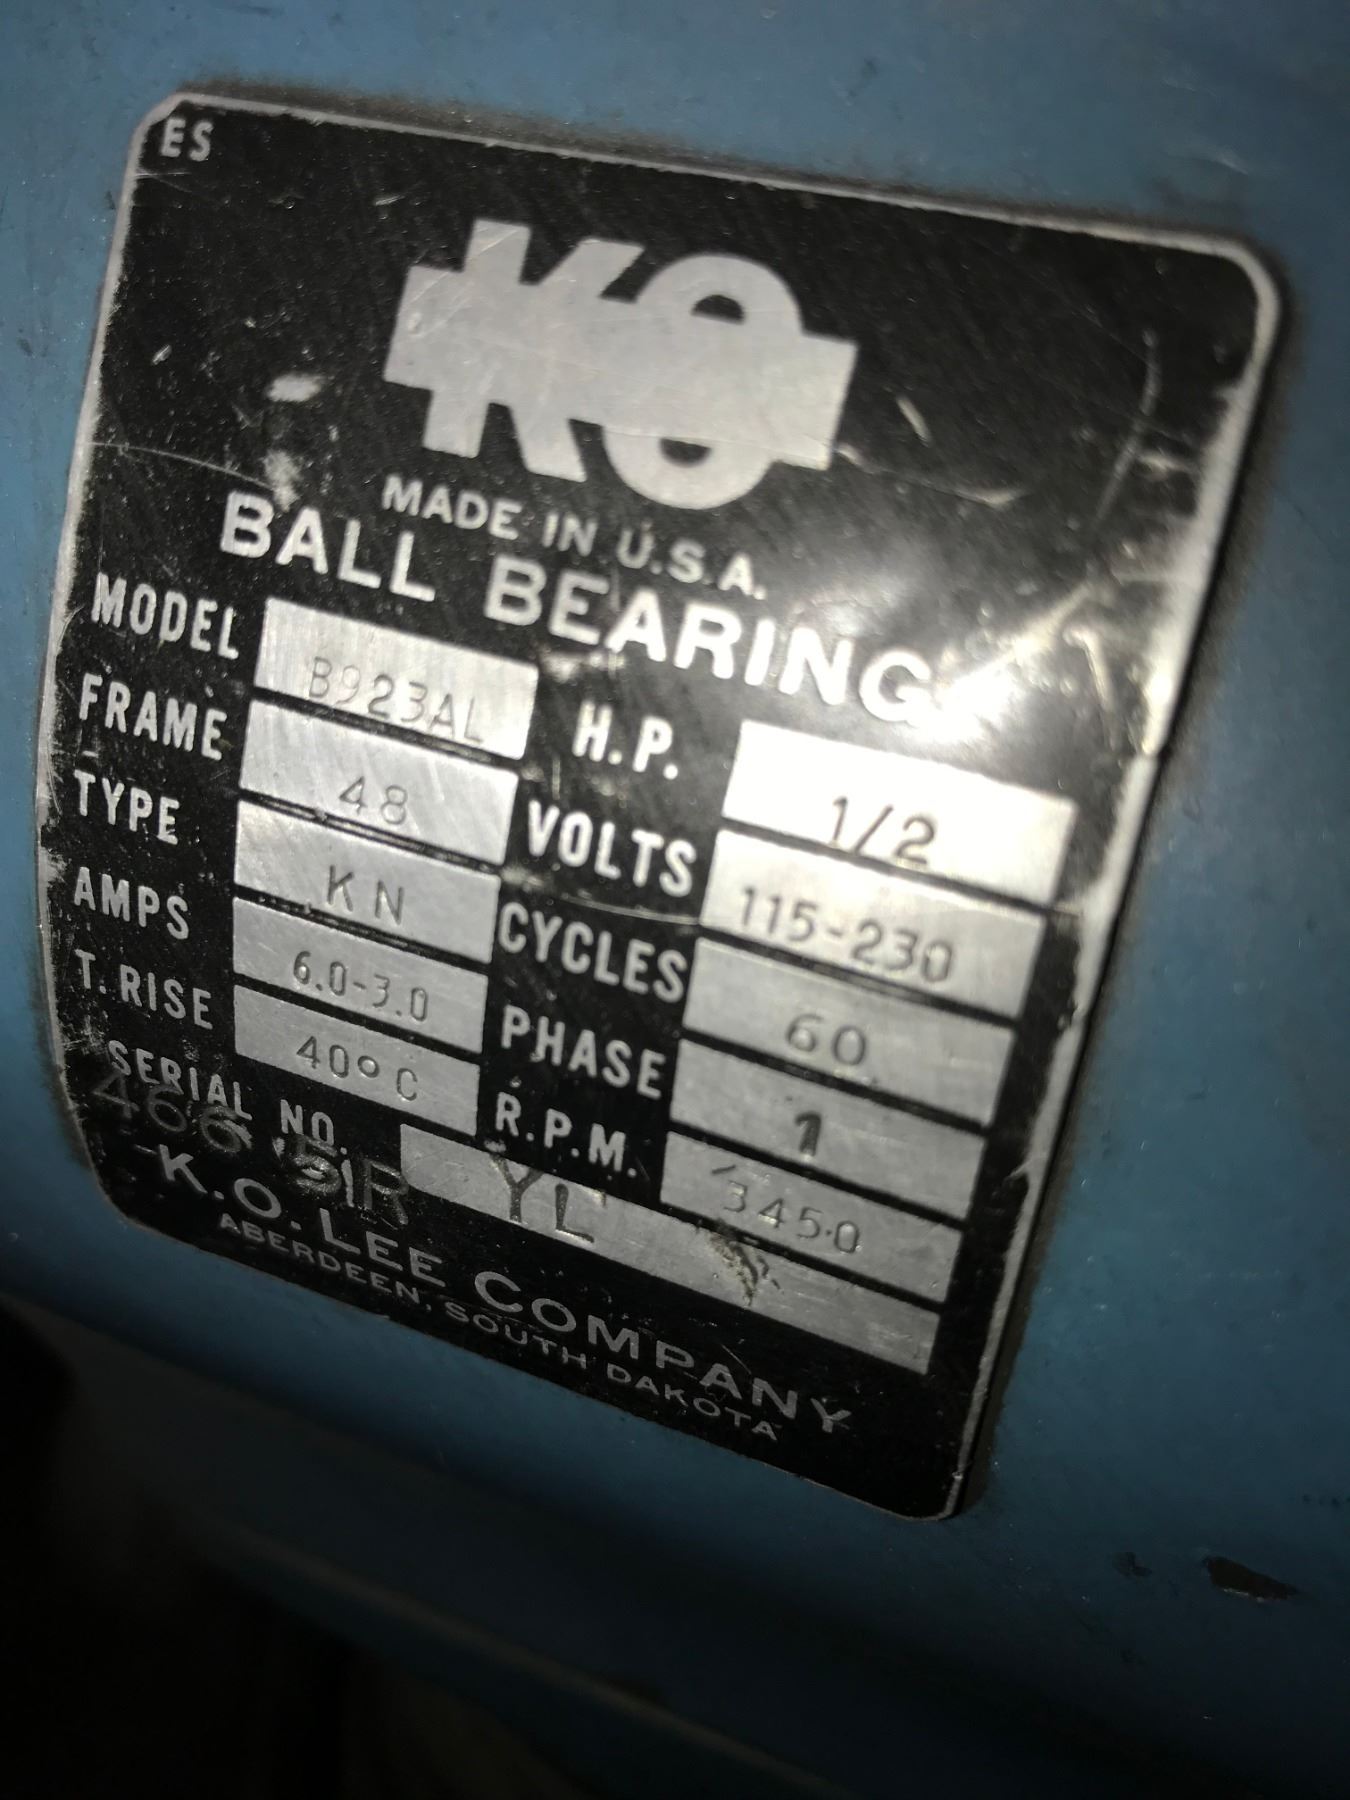 ES
KO
MADE IN U.S.A.
BALL BEARING
MODEL B923AL H.P. 1/2
FRAME 48 VOLTS 115-230
TYPE KN CYCLES 60
AMPS 6.0-3.0 PHASE 1
T. RISE 40°C R.P.M. 3450
SERIAL NO. YL
K.O. LEE COMPANY
ABERDEEN, SOUTH DAKOTA